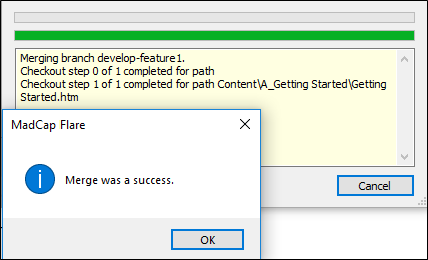 Merging branch develop-feature1.
Checkout step 0 of 1 completed for path
Checkout step 1 of 1 completed for path Content\A_Getting Started\Getting
Started.htm
MadCap Flare
Merge was a success.
Cancel
OK